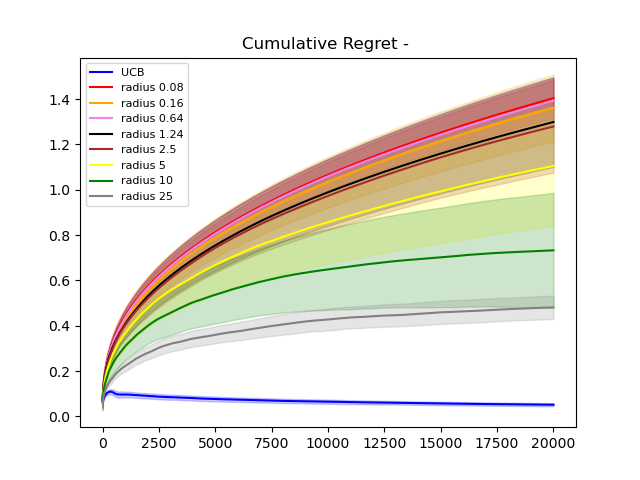 Cumulative Regret -
UCB
radius 0.08
radius 0.16
radius 0.64
radius 1.24
radius 2.5
radius 5
radius 10
radius 25
1.4
1.2
1.0
0.8
0.6
0.4
0.2
0.0
0 2500 5000 7500 10000 12500 15000 17500 20000